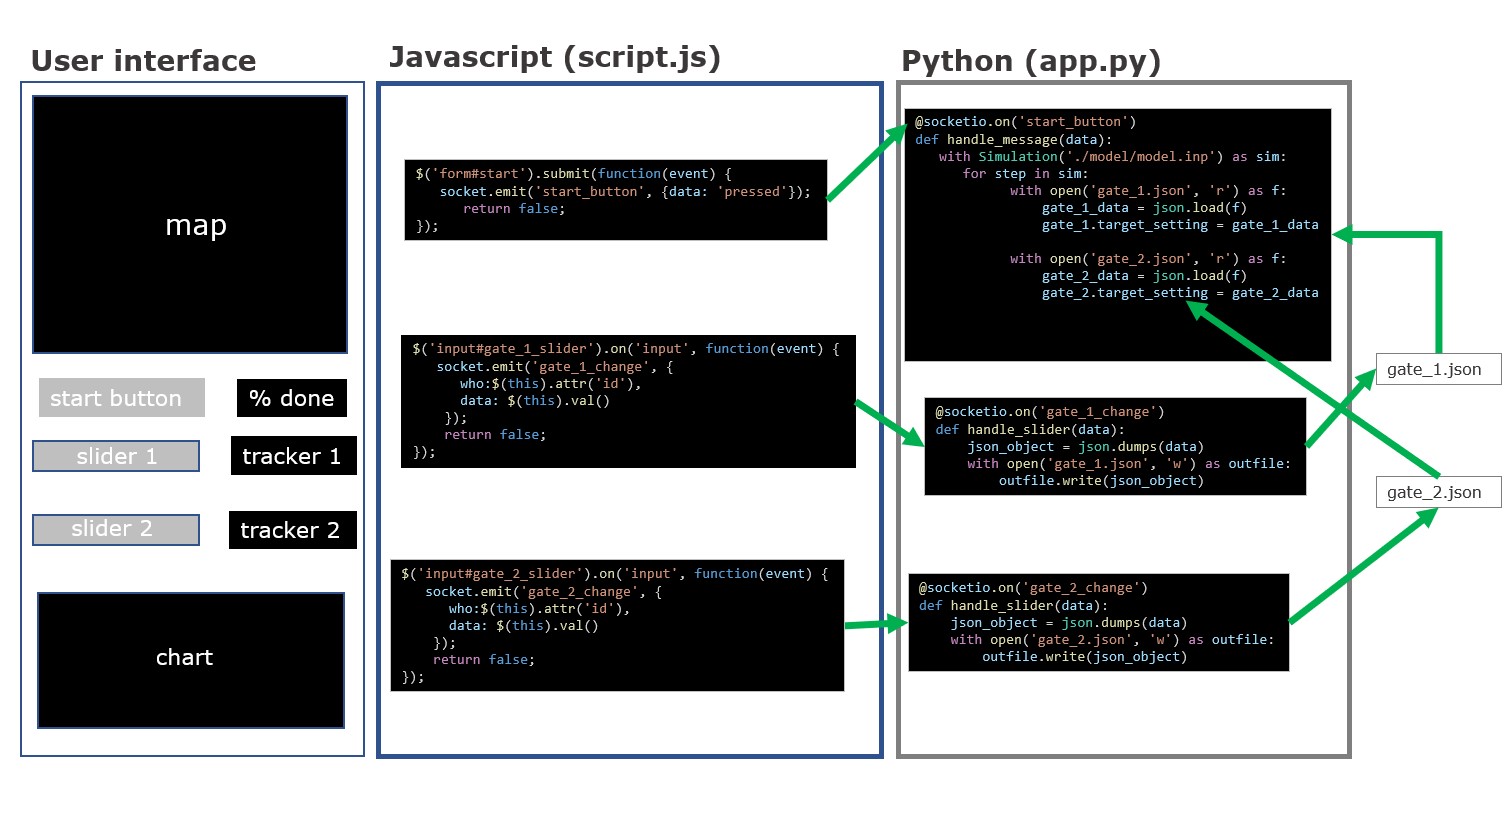 User interface
map
start button
% done
slider 1
tracker 1
slider 2
tracker 2
chart
Javascript (script.js)
$('form#start').submit(function(event) {
socket.emit('start_button', {data: 'pressed'});
return false;
});
$('input#gate_1_slider').on('input', function(event) {
socket.emit('gate_1_change', {
who:$(this).attr('id'),
data: $(this).val()
});
return false;
});
$('input#gate_2_slider').on('input', function(event) {
socket.emit('gate_2_change', {
who:$(this).attr('id'),
data: $(this).val()
});
return false;
});
Python (app.py)
@socketio.on('start_button')
def handle_message(data):
with Simulation('./model/model.inp') as sim:
for step in sim:
with open('gate_1.json', 'r') as f:
gate_1_data = json.load(f)
gate_1.target_setting = gate_1_data
with open('gate_2.json', 'r') as f:
gate_2_data = json.load(f)
gate_2.target_setting = gate_2_data
@socketio.on('gate_1_change')
def handle_slider(data):
json_object = json.dumps(data)
with open('gate_1.json', 'w') as outfile:
outfile.write(json_object)
@socketio.on('gate_2_change')
def handle_slider(data):
json_object = json.dumps(data)
with open('gate_2.json', 'w') as outfile:
outfile.write(json_object)
gate_1.json
gate_2.json